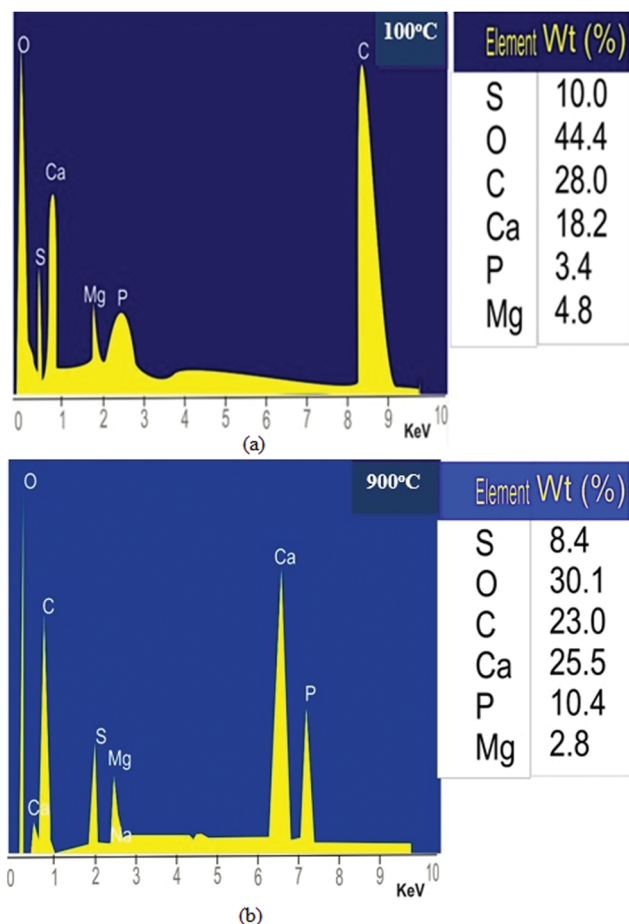 100°C
Element Wt (%)
O
C
Ca
S
Mg
P
S 10.0
O 44.4
C 28.0
Ca 18.2
P 3.4
Mg 4.8
0 1 2 3 4 5 6 7 8 9 10
KeV
(a)
900°C
Element Wt (%)
O
Ca
C
S
Mg
P
Ca
Na
S 8.4
O 30.1
C 23.0
Ca 25.5
P 10.4
Mg 2.8
0 1 2 3 4 5 6 7 8 9 10
KeV
(b)